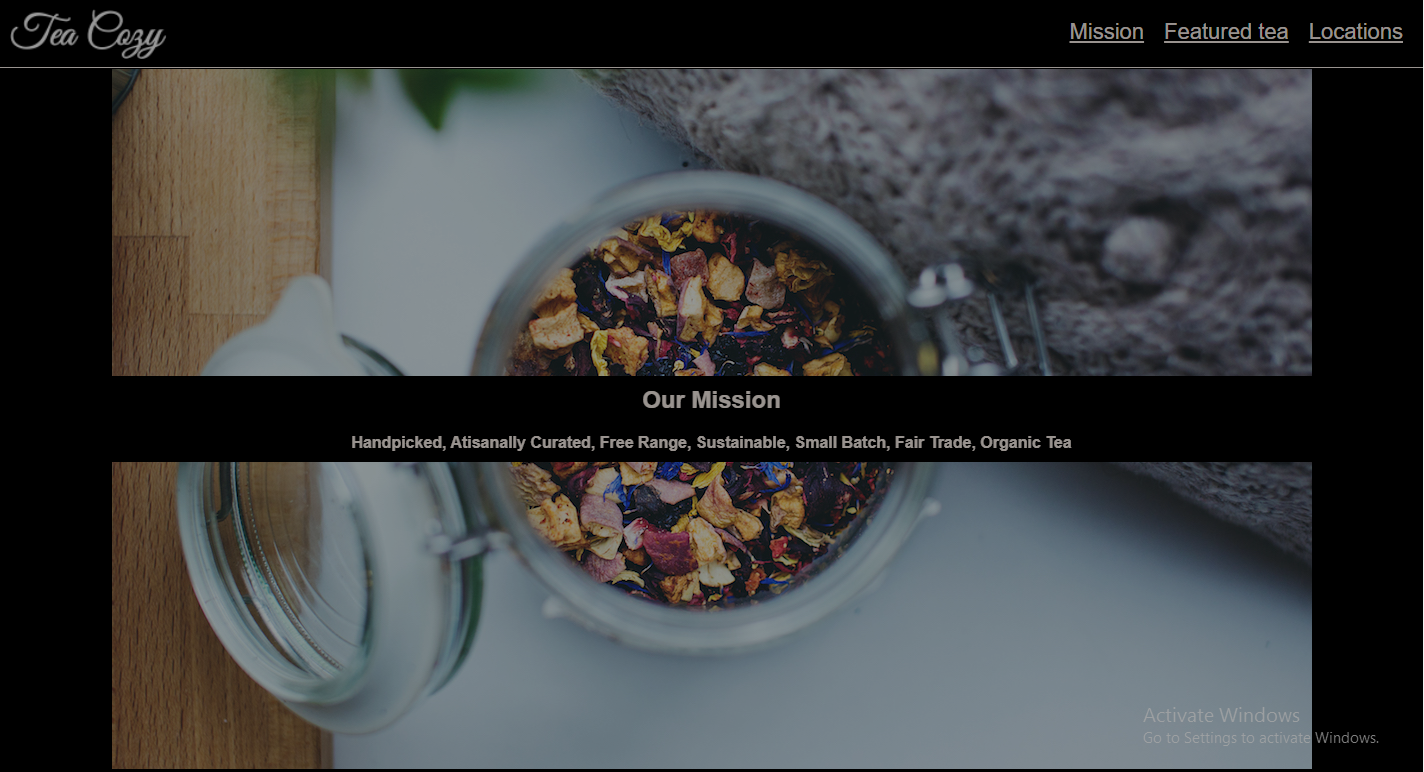 Tea Cozy
Mission Featured tea Locations
Our Mission
Handpicked, Atisanally Curated, Free Range, Sustainable, Small Batch, Fair Trade, Organic Tea
Activate Windows
Go to Settings to activate Windows.